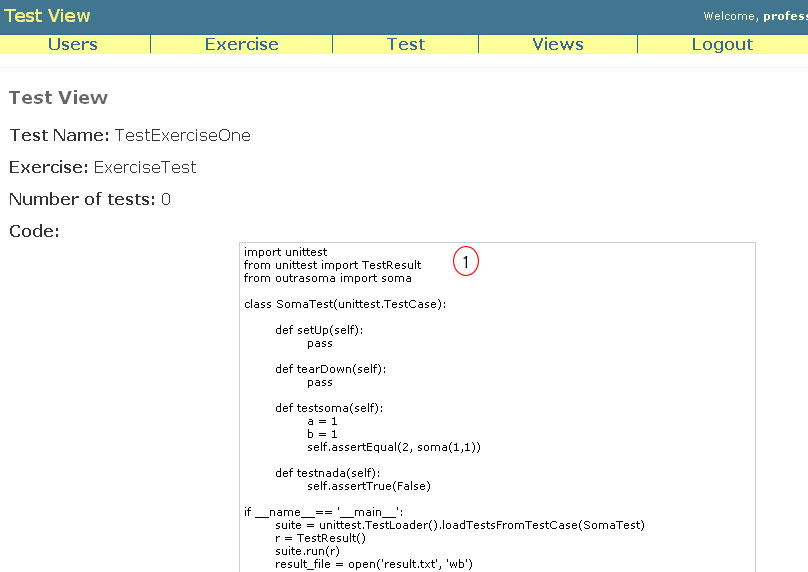 Test View
Welcome, profess
Users Exercise Test Views Logout
Test View
Test Name: TestExerciseOne
Exercise: ExerciseTest
Number of tests: 0
Code:
import unittest
from unittest import TestResult
from outrasoma import soma
1
class SomaTest(unittest.TestCase):
def setUp(self):
pass
def tearDown(self):
pass
def testsoma(self):
a = 1
b = 1
self.assertEqual(2, soma(1,1))
def testnada(self):
self.assertTrue(False)
if __name__== '__main__':
suite = unittest.TestLoader().loadTestsFromTestCase(SomaTest)
r = TestResult()
suite.run(r)
result_file = open('result.txt', 'wb')